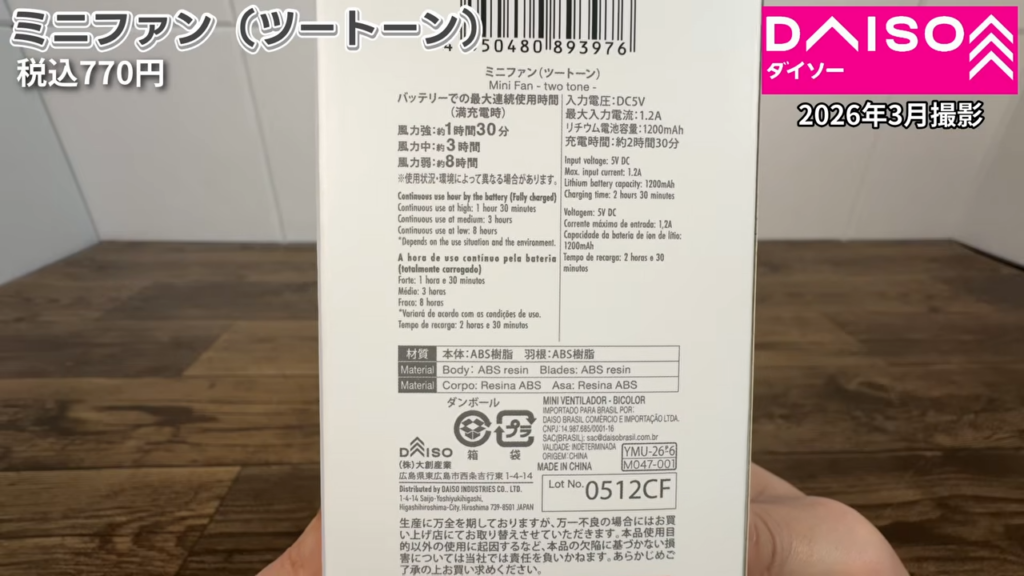 ミニファン（ツートーン）
税込770円
DAISO
ダイソー
2026年3月撮影
50480 893976
ミニファン(ツートーン)
Mini Fan - two tone -
バッテリーでの最大連続使用時間
(満充電時)
風力強:約1時間30分
風力中:約3時間
風力弱:約8時間
※使用状況・環境によって異なる場合があります。
Continuous use hour by the battery (Fully charged)
Continuous use at high: 1 hour 30 minutes
Continuous use at medium: 3 hours
Continuous use at low: 8 hours
*Depends on the use situation and the environment.
A hora de uso contínuo pela bateria
(totalmente carregado)
Forte: 1 hora e 30 minutos
Médio: 3 horas
Fraco: 8 horas
*Variará de acordo com as condições de uso.
Tempo de recarga: 2 horas e 30 minutos
入力電圧:DC5V
最大入力電流:1.2A
リチウム電池容量:1200mAh
充電時間:約2時間30分
Input voltage: 5V DC
Max. input current: 1.2A
Lithium battery capacity: 1200mAh
Charging time: 2 hours 30 minutes
Voltagem: 5V DC
Corrente máximo de entrada: 1,2A
Capacidade da bateria de íon de lítio:
1200mAh
Tempo de recarga: 2 horas e 30
minutos
材質 本体:ABS樹脂 羽根:ABS樹脂
Material Body: ABS resin Blades: ABS resin
Material Corpo: Resina ABS Asa: Resina ABS
ダンボール
プラ
箱 袋
DAISO
(株)大創産業
広島県東広島市西条吉行東1-4-14
Distributed by DAISO INDUSTRIES CO., LTD.
1-4-14 Saijo-Yoshiyukihigashi,
Higashihiroshima-City, Hiroshima 739-8501 JAPAN
MINI VENTILADOR - BICOLOR
IMPORTADO PARA BRASIL POR:
DAISO BRASIL COMÉRCIO E IMPORTAÇÃO LTDA.
CNPJ: 14.987.685/0001-16
SAC(BRASIL): sac@daisobrasil.com.br
VALIDADE: INDETERMINADA
ORIGEM: CHINA
MADE IN CHINA
M047-001
Lot No. 0512CF
生産に万全を期しておりますが、万一不良の場合にはお買
い上げ店にてお取り替えさせていただきます。本品使用目
的以外の使用に起因するなど、本品の欠陥に基づかない損
害については当社では責任を負いかねます。あらかじめご
了承の上お買い求めください。